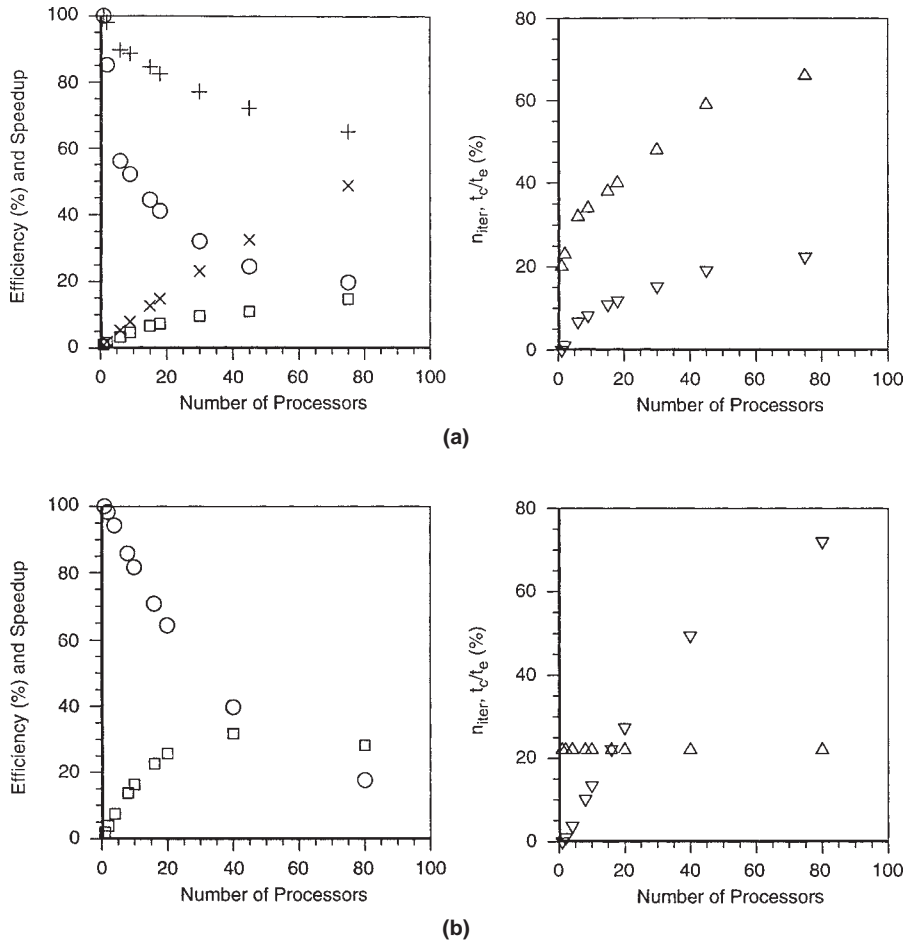 Efficiency (%) and Speedup
100
80
60
40
20
0
0 20 40 60 80 100
Number of Processors
n_iter, t_c/t_e (%)
80
60
40
20
0
0 20 40 60 80 100
Number of Processors
(a)
Efficiency (%) and Speedup
100
80
60
40
20
0
0 20 40 60 80 100
Number of Processors
n_iter, t_c/t_e (%)
80
60
40
20
0
0 20 40 60 80 100
Number of Processors
(b)